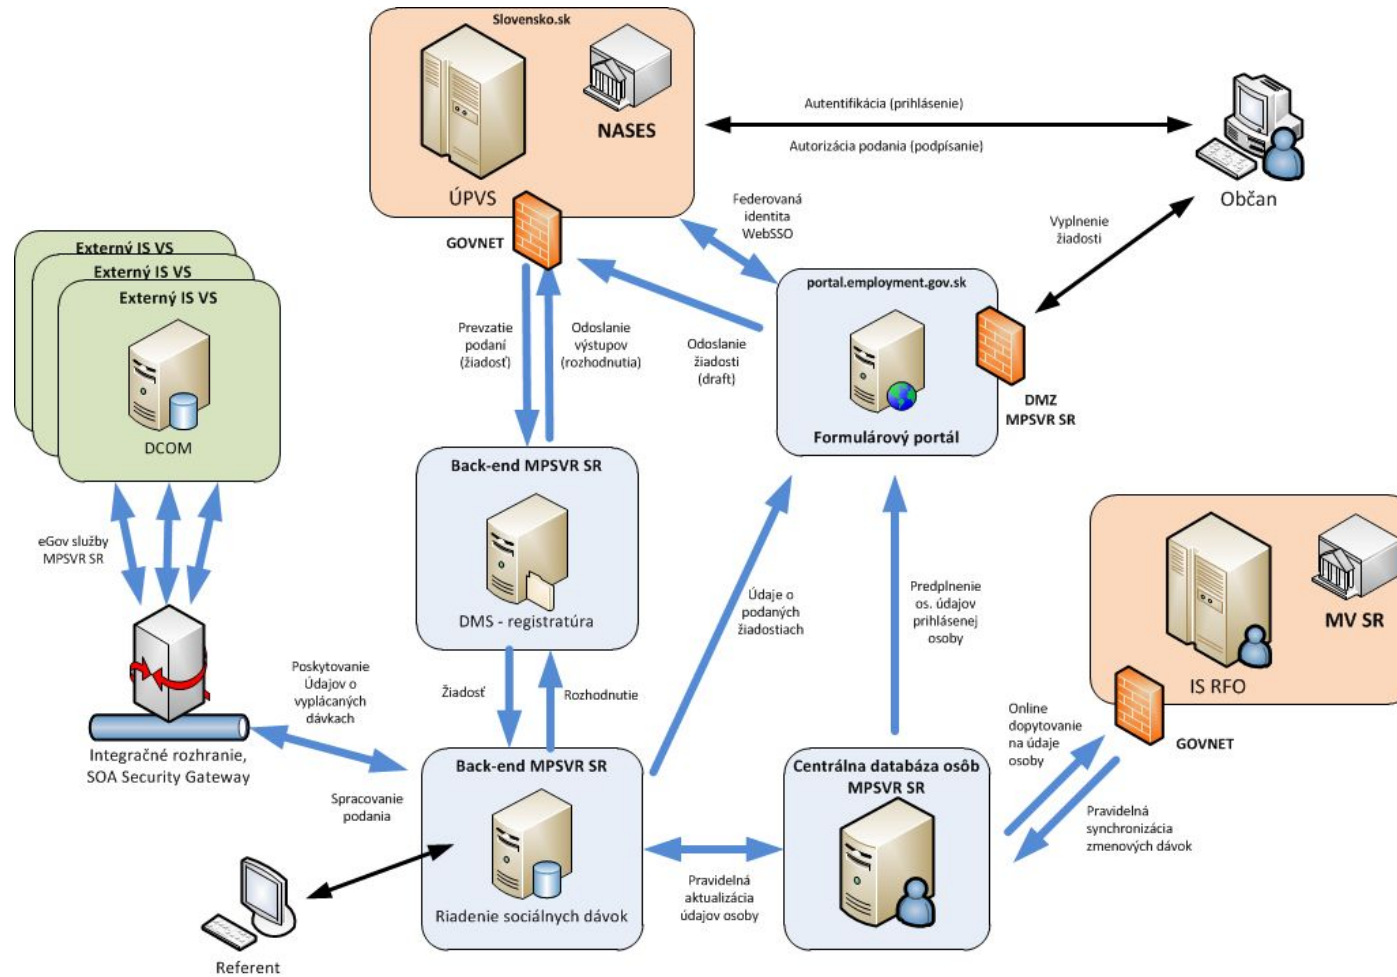 Slovensko.sk
NASES
ÚPVS
GOVNET
Autentifikácia (prihlásenie)
Autorizácia podania (podpísanie)
Občan
Federovaná
identita
WebSSO
Vyplnenie
žiadosti
Externý IS VS
Externý IS VS
Externý IS VS
DCOM
portal.employment.gov.sk
Formulárový portál
DMZ
MPSVR SR
Prevzatie
podaní
(žiadosť)
Odoslanie
výstupov
(rozhodnutia)
Odoslanie
žiadosti
(draft)
Back-end MPSVR SR
DMS - registratúra
eGov služby
MPSVR SR
Integračné rozhranie,
SOA Security Gateway
Poskytovanie
Údajov o
vyplácaných
dávkach
Žiadosť
Rozhodnutie
Údaje o
podaných
žiadostiach
Predplnenie
os. údajov
prihlásenej
osoby
MV SR
IS RFO
GOVNET
Online
dopytovanie
na údaje
osoby
Pravidelná
synchronizácia
zmenových dávok
Back-end MPSVR SR
Riadenie sociálnych dávok
Centrálna databáza osôb
MPSVR SR
Spracovanie
podania
Pravidelná
aktualizácia
údajov osoby
Referent